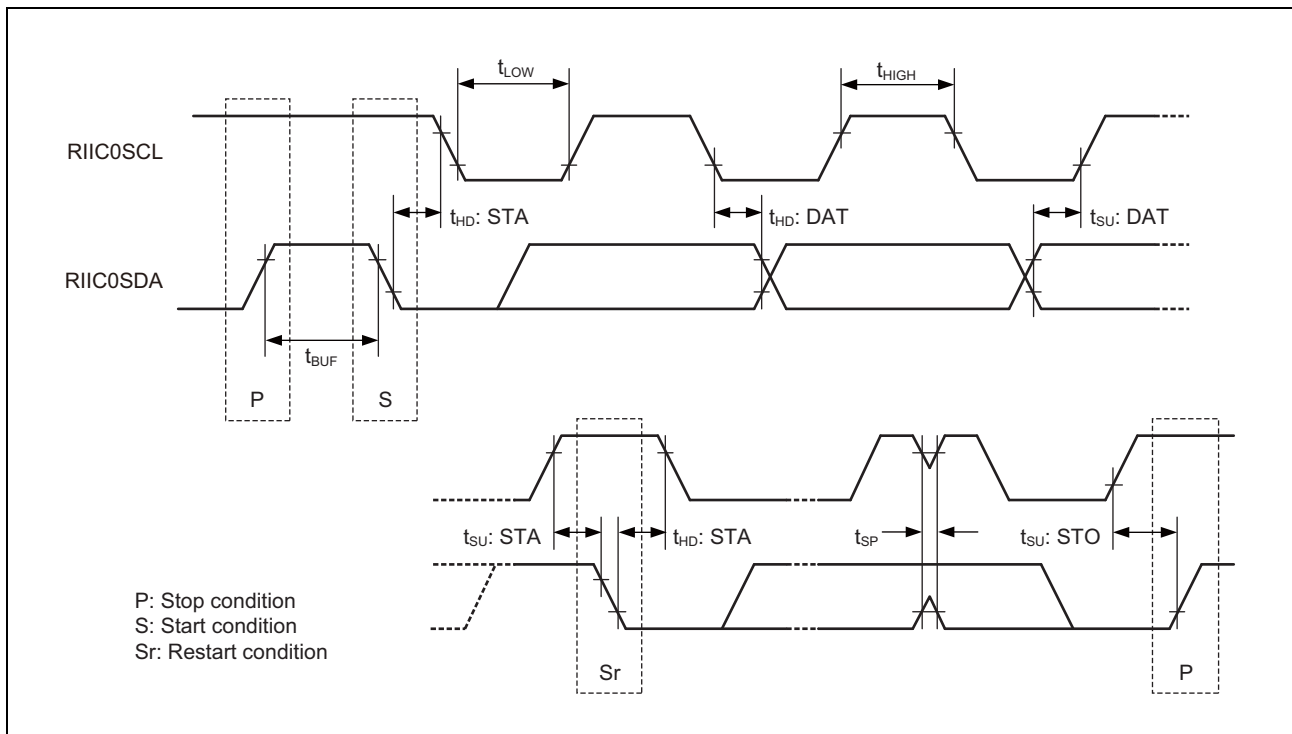 tLOW
tHIGH
RIIC0SCL
tHD: STA
tHD: DAT
tSU: DAT
RIIC0SDA
tBUF
P
S
tSU: STA
tHD: STA
tSP
tSU: STO
P: Stop condition
S: Start condition
Sr: Restart condition
Sr
P